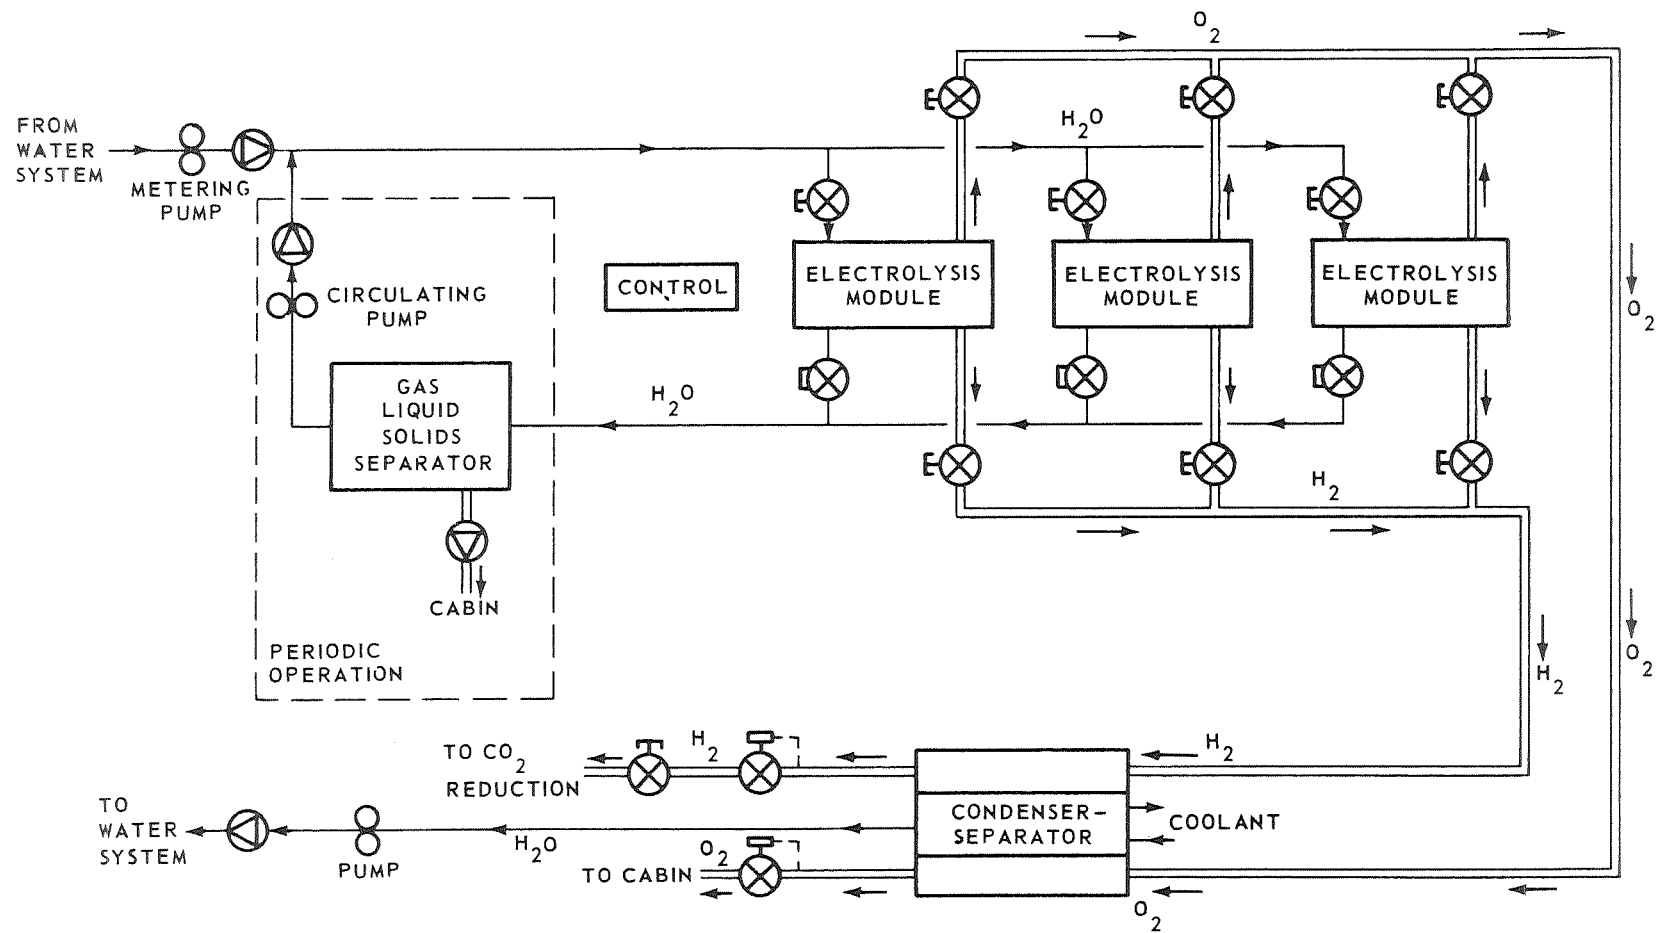 O2
FROM
WATER
SYSTEM
METERING
PUMP
H2O
CIRCULATING
PUMP
CONTROL
ELECTROLYSIS
MODULE
ELECTROLYSIS
MODULE
ELECTROLYSIS
MODULE
O2
GAS
LIQUID
SOLIDS
SEPARATOR
H2O
H2
CABIN
PERIODIC
OPERATION
O2
H2
TO CO2
REDUCTION
H2
H2
TO
WATER
SYSTEM
PUMP
H2O
CONDENSER-
SEPARATOR
COOLANT
O2
TO CABIN
O2